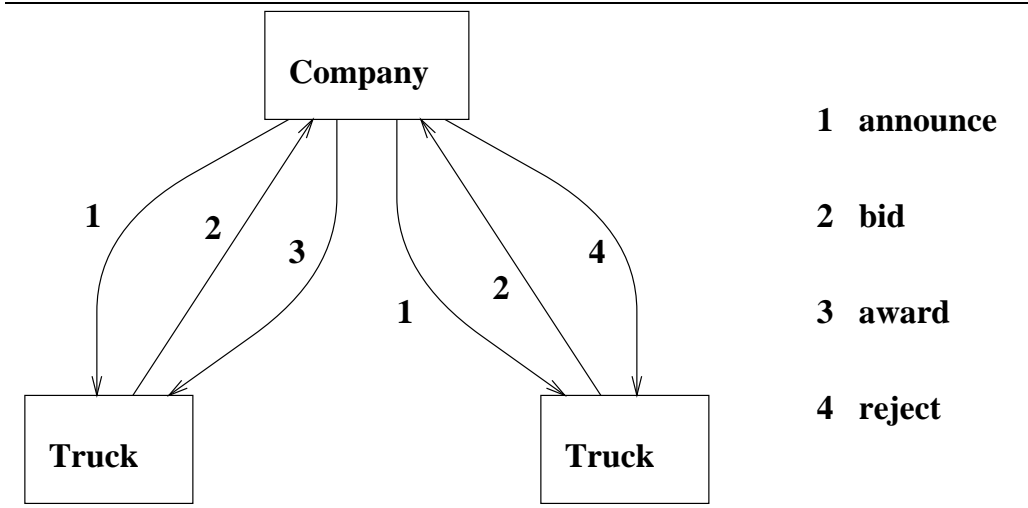 Company
1
2
3
1
2
4
Truck
Truck
1 announce
2 bid
3 award
4 reject